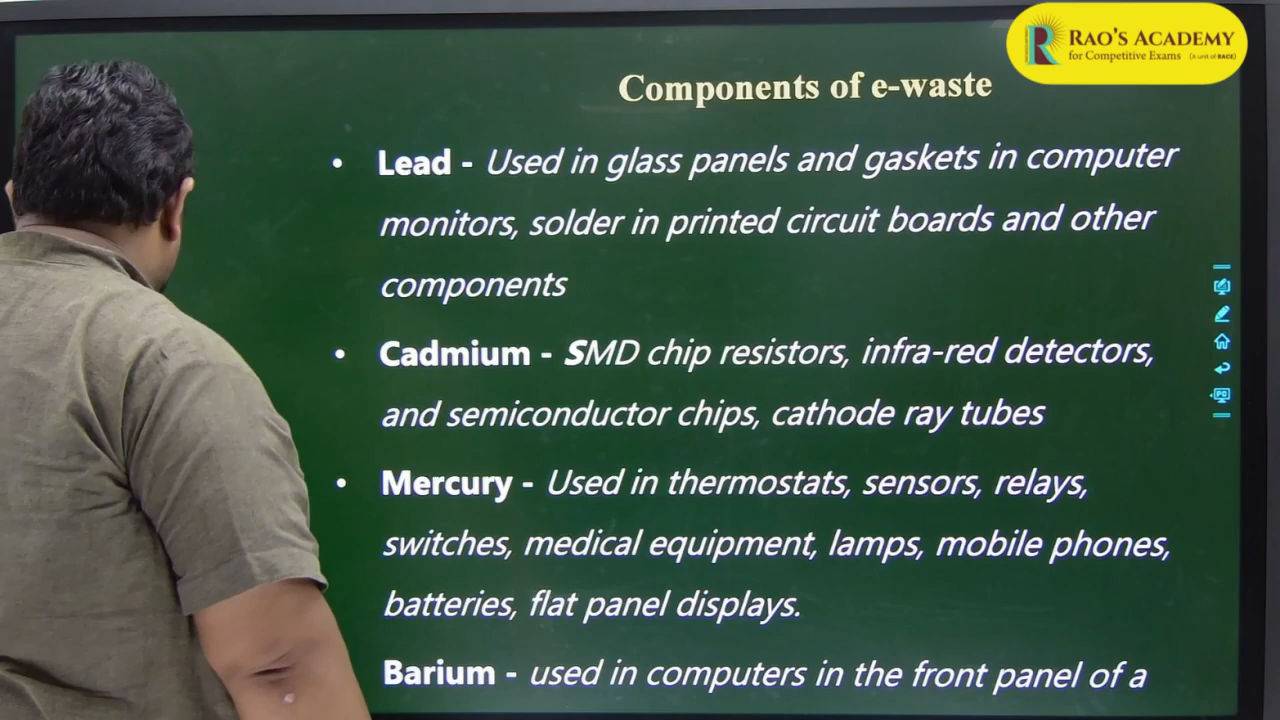 RAO'S ACADEMY
for Competitive Exams (A unit of RACE)
Components of e-waste
• Lead - Used in glass panels and gaskets in computer
monitors, solder in printed circuit boards and other
components
• Cadmium - SMD chip resistors, infra-red detectors,
and semiconductor chips, cathode ray tubes
• Mercury - Used in thermostats, sensors, relays,
switches, medical equipment, lamps, mobile phones,
batteries, flat panel displays.
Barium - used in computers in the front panel of a